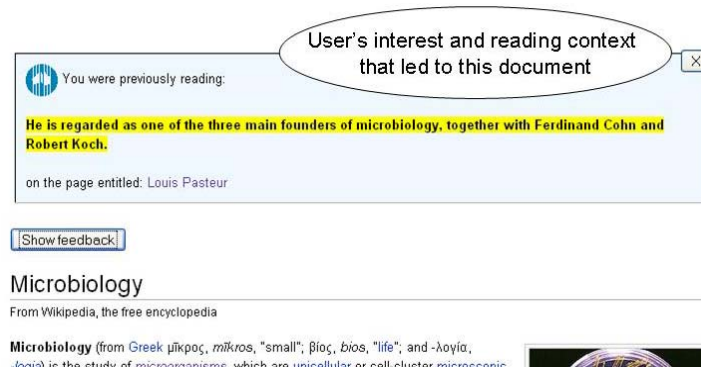 User's interest and reading context
that led to this document
X
You were previously reading:
He is regarded as one of the three main founders of microbiology, together with Ferdinand Cohn and
Robert Koch.
on the page entitled: Louis Pasteur
Show feedback
Microbiology
From Wikipedia, the free encyclopedia
Microbiology (from Greek μῑκρος, mīkros, "small"; βίος, bios, "life"; and -λογία,
-logia) is the study of microorganisms, which are unicellular or cell-cluster microscopic